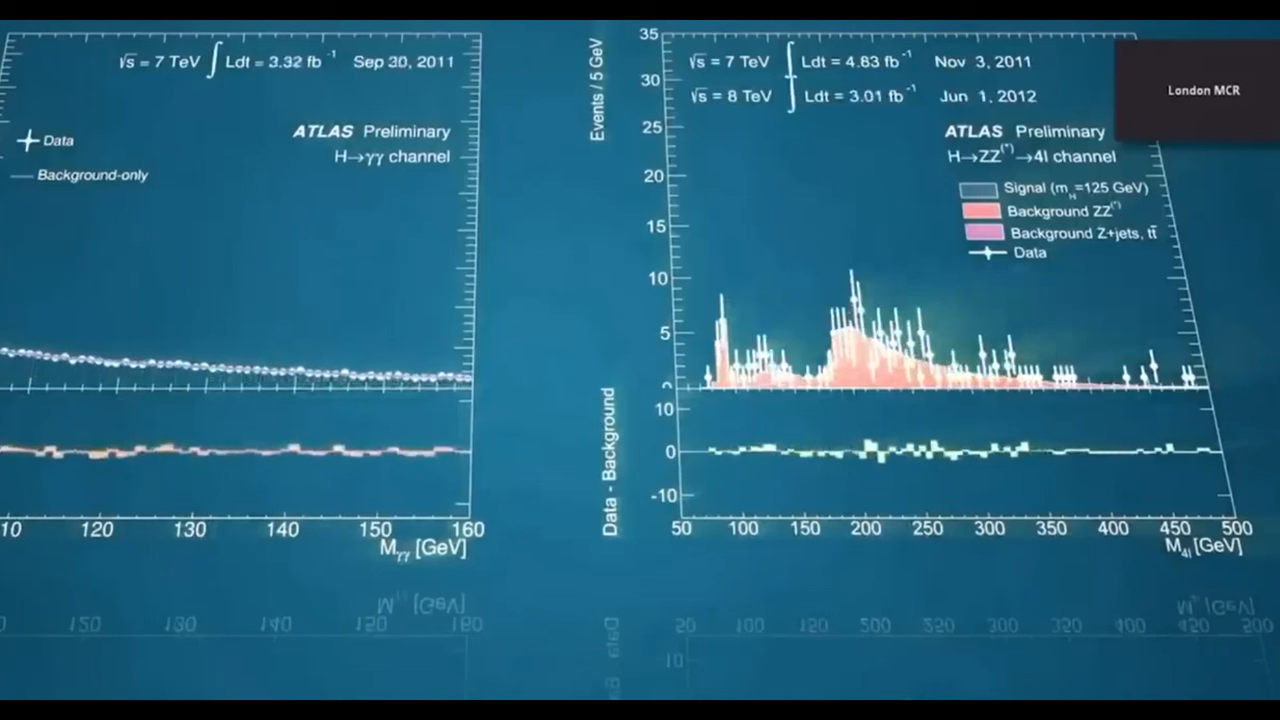 √s = 7 TeV ∫ Ldt = 3.32 fb⁻¹ Sep 30, 2011
ATLAS Preliminary
H→γγ channel
Data
Background-only
10 120 130 140 150 160
Mγγ [GeV]
Events / 5 GeV
35
30
25
20
15
10
5
0
√s = 7 TeV ∫ Ldt = 4.83 fb⁻¹ Nov 3, 2011
√s = 8 TeV ∫ Ldt = 3.01 fb⁻¹ Jun 1, 2012
ATLAS Preliminary
H→ZZ(*)→4l channel
Signal (mH=125 GeV)
Background ZZ(*)
Background Z+jets, tt̄
Data
Data - Background
10
0
-10
50 100 150 200 250 300 350 400 450 500
M4l [GeV]
London MCR